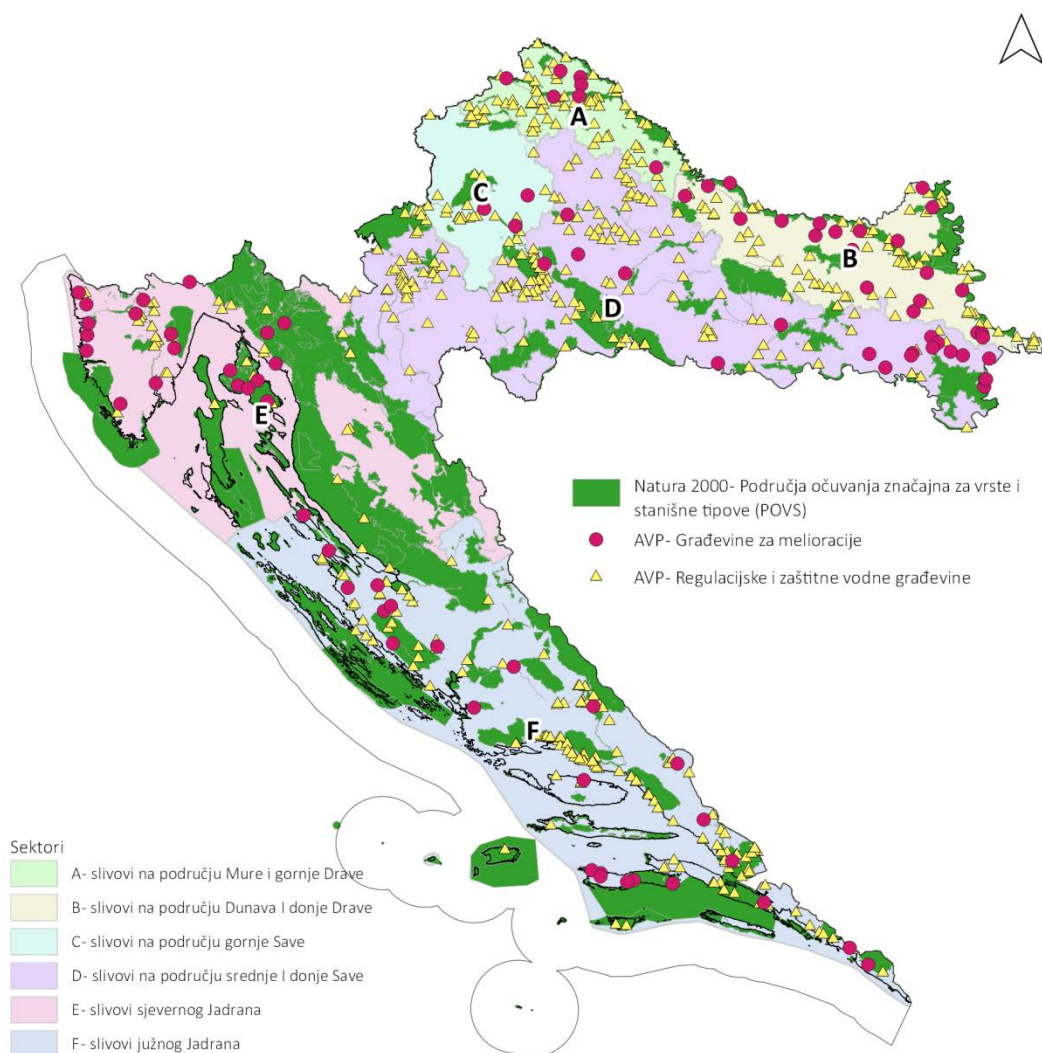 A
C
B
D
E
F
Natura 2000- Područja očuvanja značajna za vrste i
stanišne tipove (POVS)
AVP- Građevine za melioracije
AVP- Regulacijske i zaštitne vodne građevine
Sektori
A- slivovi na području Mure i gornje Drave
B- slivovi na području Dunava I donje Drave
C- slivovi na području gornje Save
D- slivovi na području srednje I donje Save
E- slivovi sjevernog Jadrana
F- slivovi južnog Jadrana